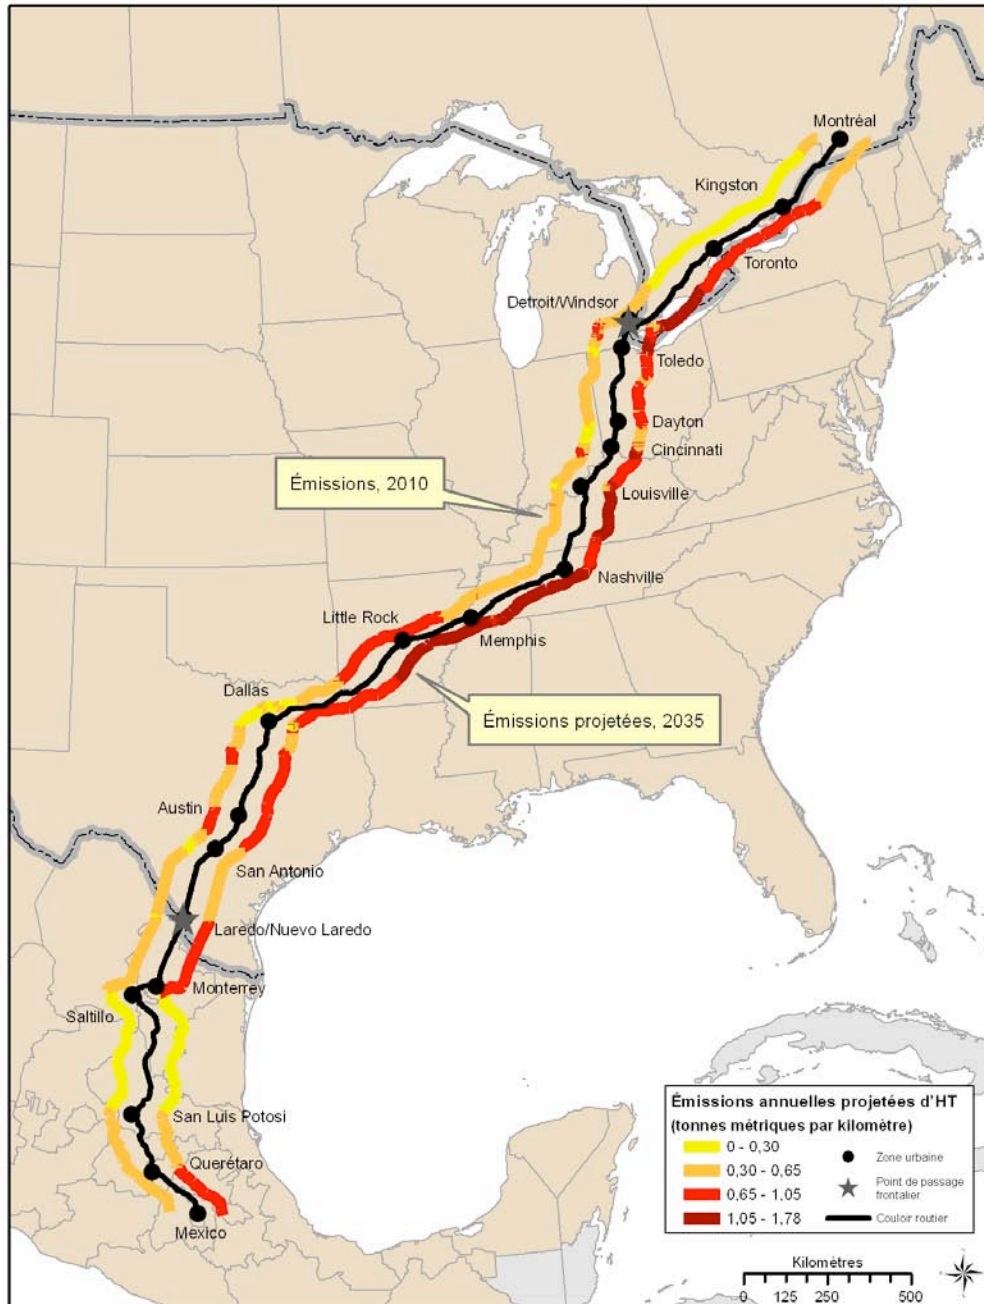 Montréal
Kingston
Toronto
Detroit/Windsor
Toledo
Dayton
Cincinnati
Émissions, 2010
Louisville
Nashville
Little Rock
Memphis
Dallas
Émissions projetées, 2035
Austin
San Antonio
Laredo/Nuevo Laredo
Monterrey
Saltillo
San Luis Potosi
Querétaro
Mexico
Émissions annuelles projetées d'HT
(tonnes métriques par kilomètre)
0 - 0,30
0,30 - 0,65
0,65 - 1,05
1,05 - 1,78
Zone urbaine
Point de passage
frontalier
Couloir routier
Kilomètres
0 125 250 500